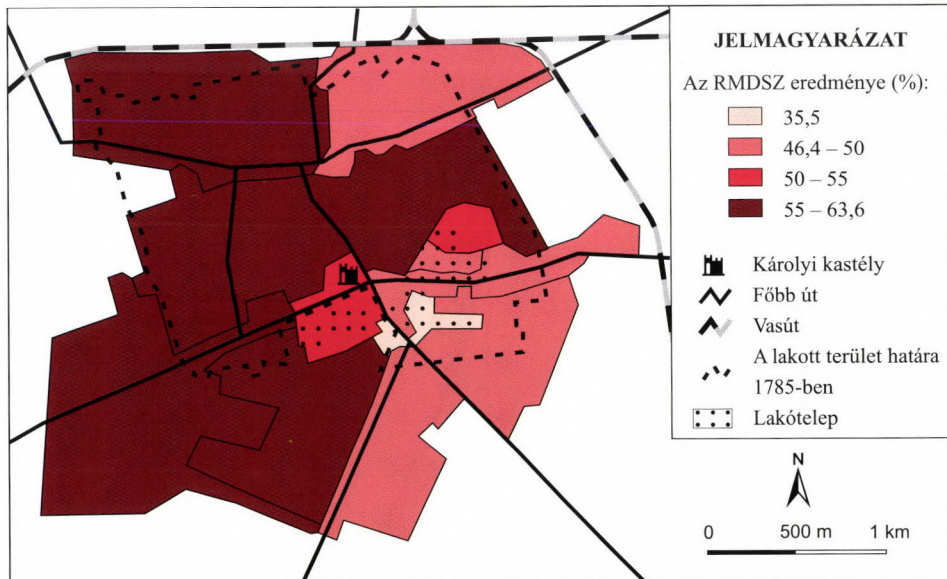 JELMAGYARÁZAT
Az RMDSZ eredménye (%):
35,5
46,4 – 50
50 – 55
55 – 63,6
Károlyi kastély
Főbb út
Vasút
A lakott terület határa
1785-ben
Lakótelep
N
0 500 m 1 km